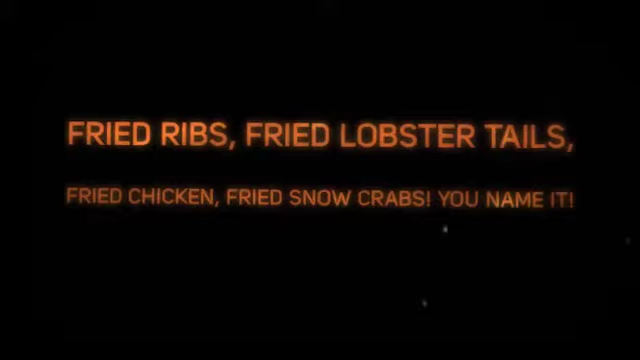 FRIED RIBS, FRIED LOBSTER TAILS,
FRIED CHICKEN, FRIED SNOW CRABS! YOU NAME IT!